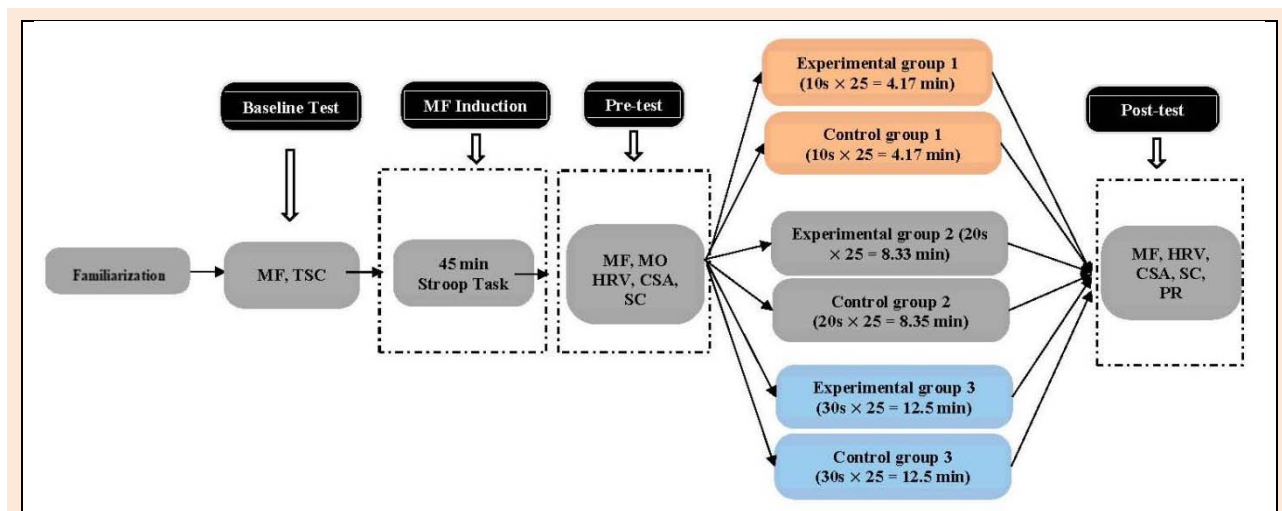 Baseline Test
MF Induction
Pre-test
Post-test
Familiarization
MF, TSC
45 min
Stroop Task
MF, MO
HRV, CSA,
SC
Experimental group 1
(10s × 25 = 4.17 min)
Control group 1
(10s × 25 = 4.17 min)
Experimental group 2 (20s
× 25 = 8.33 min)
Control group 2
(20s × 25 = 8.35 min)
Experimental group 3
(30s × 25 = 12.5 min)
Control group 3
(30s × 25 = 12.5 min)
MF, HRV,
CSA, SC,
PR